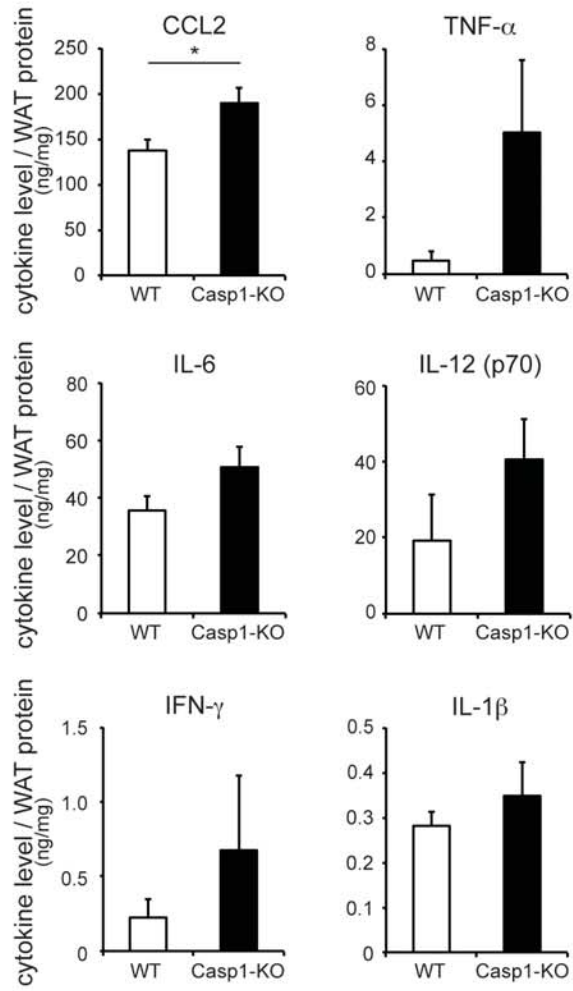 CCL2
cytokine level / WAT protein
(ng/mg)
250
200
150
100
50
0
*
WT
Casp1-KO
TNF-α
8
6
4
2
0
WT
Casp1-KO
IL-6
cytokine level / WAT protein
(ng/mg)
80
60
40
20
0
WT
Casp1-KO
IL-12 (p70)
60
40
20
0
WT
Casp1-KO
IFN-γ
cytokine level / WAT protein
(ng/mg)
1.5
1.0
0.5
0
WT
Casp1-KO
IL-1β
0.5
0.4
0.3
0.2
0.1
0
WT
Casp1-KO